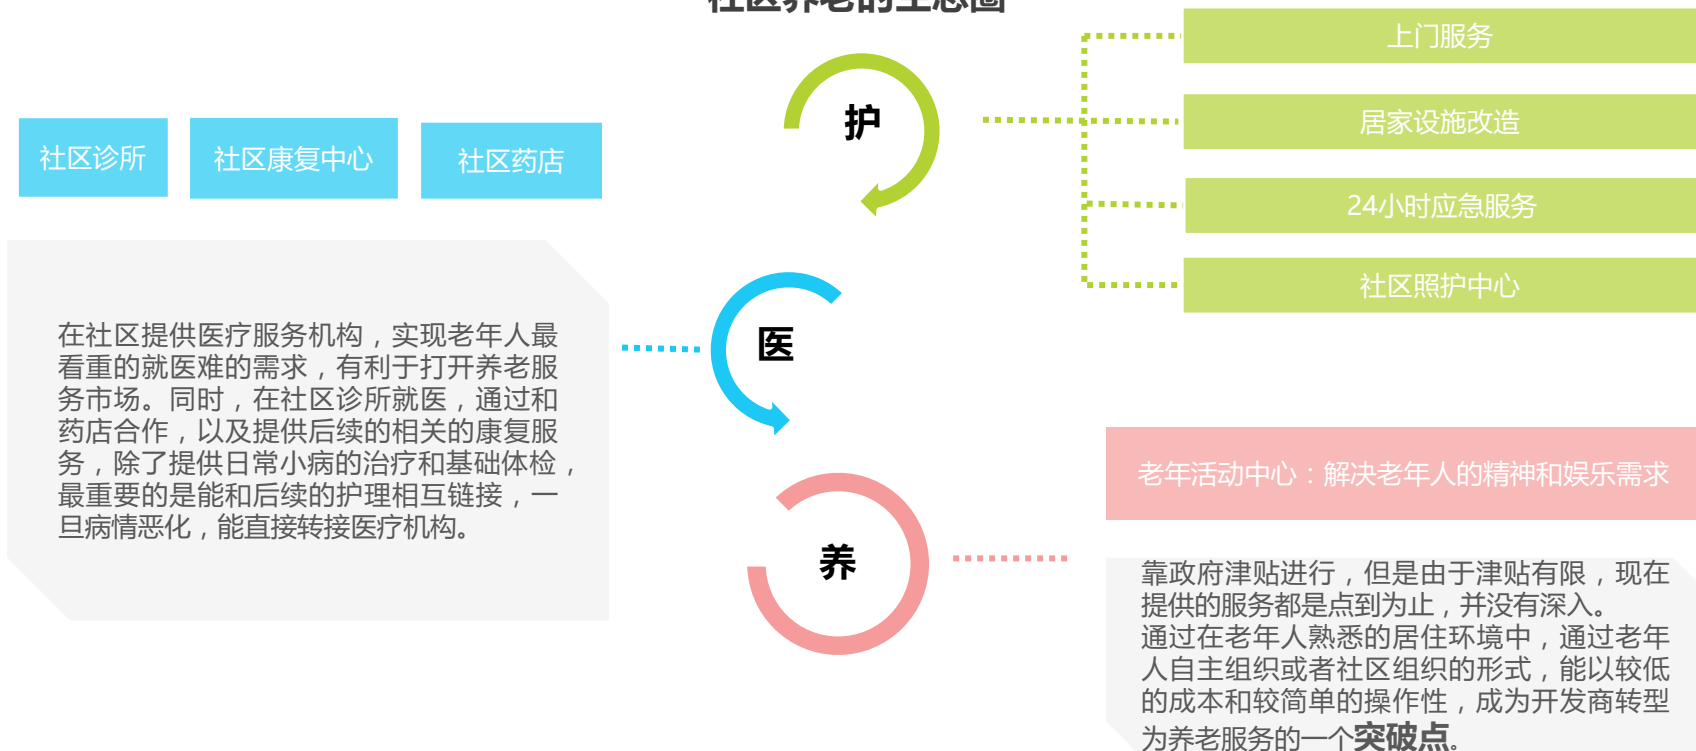 社区养老的生态圈
护
上门服务
居家设施改造
24小时应急服务
社区照护中心
社区诊所
社区康复中心
社区药店
医
在社区提供医疗服务机构，实现老年人最
看重的就医难的需求，有利于打开养老服
务市场。同时，在社区诊所就医，通过和
药店合作，以及提供后续的相关的康复服
务，除了提供日常小病的治疗和基础体检，
最重要的是能和后续的护理相互链接，一
旦病情恶化，能直接转接医疗机构。
养
老年活动中心：解决老年人的精神和娱乐需求
靠政府津贴进行，但是由于津贴有限，现在
提供的服务都是点到为止，并没有深入。
通过在老年人熟悉的居住环境中，通过老年
人自主组织或者社区组织的形式，能以较低
的成本和较简单的操作性，成为开发商转型
为养老服务的一个突破点。